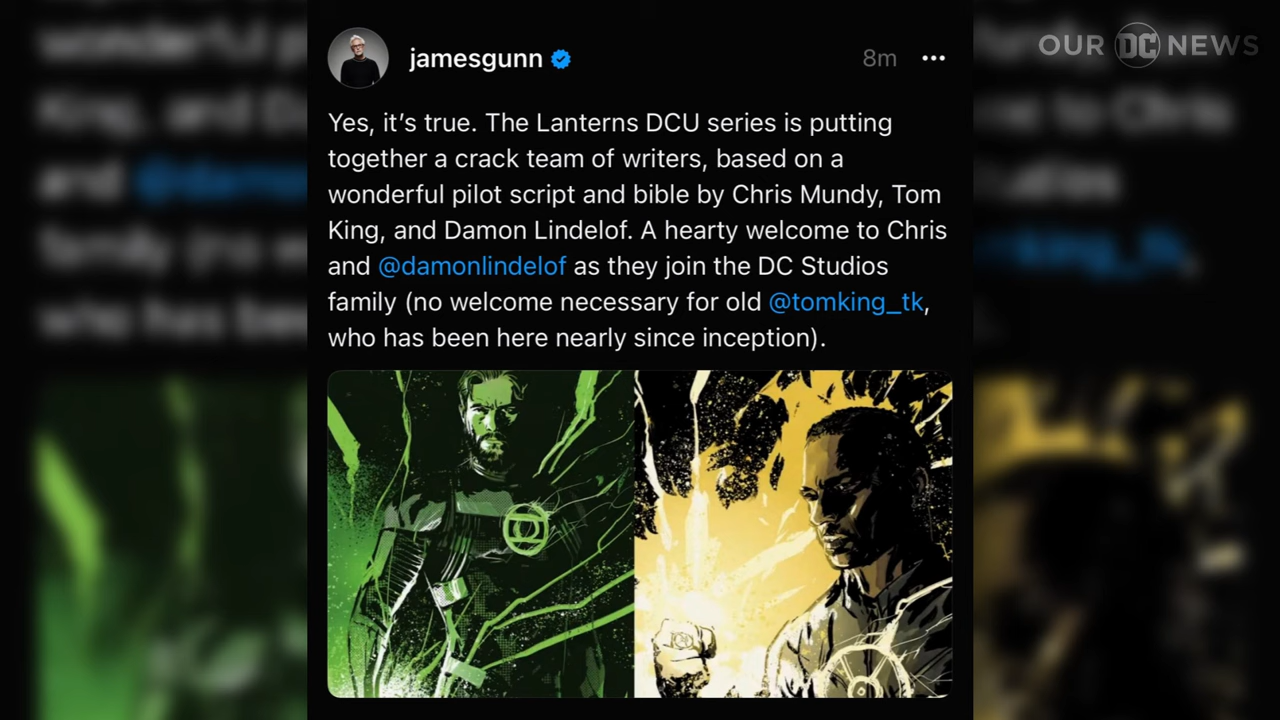 OUR DC NEWS
jamesgunn
8m
Yes, it’s true. The Lanterns DCU series is putting
together a crack team of writers, based on a
wonderful pilot script and bible by Chris Mundy, Tom
King, and Damon Lindelof. A hearty welcome to Chris
and @damonlindelof as they join the DC Studios
family (no welcome necessary for old @tomking_tk,
who has been here nearly since inception).